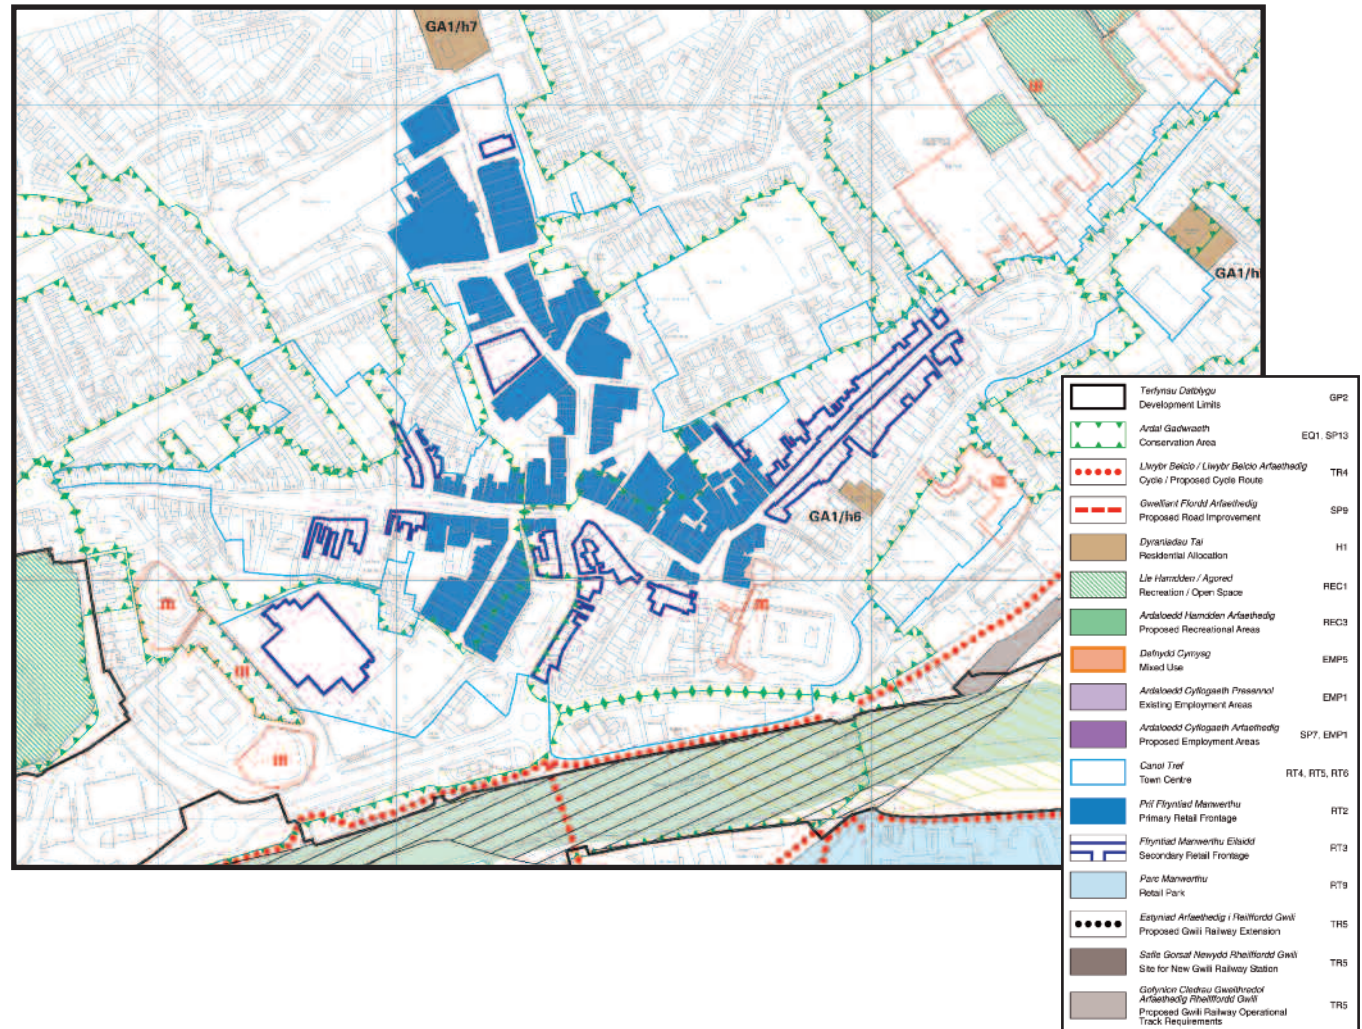 GA1/h7
GA1/h
GA1/h6
Terfynau Datblygu
Development Limits
GP2
Ardal Gadwraeth
Conservation Area
EQ1, SP13
Llwybr Beicio / Llwybr Beicio Arfaethedig
Cycle / Proposed Cycle Route
TR4
Gwelliant Ffordd Arfaethedig
Proposed Road Improvement
SP9
Dyraniadau Tai
Residential Allocation
H1
Lle Hamdden / Agored
Recreation / Open Space
REC1
Ardaloedd Hamdden Arfaethedig
Proposed Recreational Areas
REC3
Defnydd Cymysg
Mixed Use
EMP5
Ardaloedd Cyflogaeth Presennol
Existing Employment Areas
EMP1
Ardaloedd Cyflogaeth Arfaethedig
Proposed Employment Areas
SP7, EMP1
Canol Tref
Town Centre
RT4, RT5, RT6
Prif Ffryntiad Manwerthu
Primary Retail Frontage
RT2
Ffryntiad Manwerthu Eilaidd
Secondary Retail Frontage
RT3
Parc Manwerthu
Retail Park
RT9
Estyniad Arfaethedig i Reilffordd Gwili
Proposed Gwili Railway Extension
TR5
Safle Gorsaf Newydd Rheilffordd Gwili
Site for New Gwili Railway Station
TR5
Gofynion Cledrau Gweithredol
Arfaethedig Rheilffordd Gwili
Proposed Gwili Railway Operational
Track Requirements
TR5